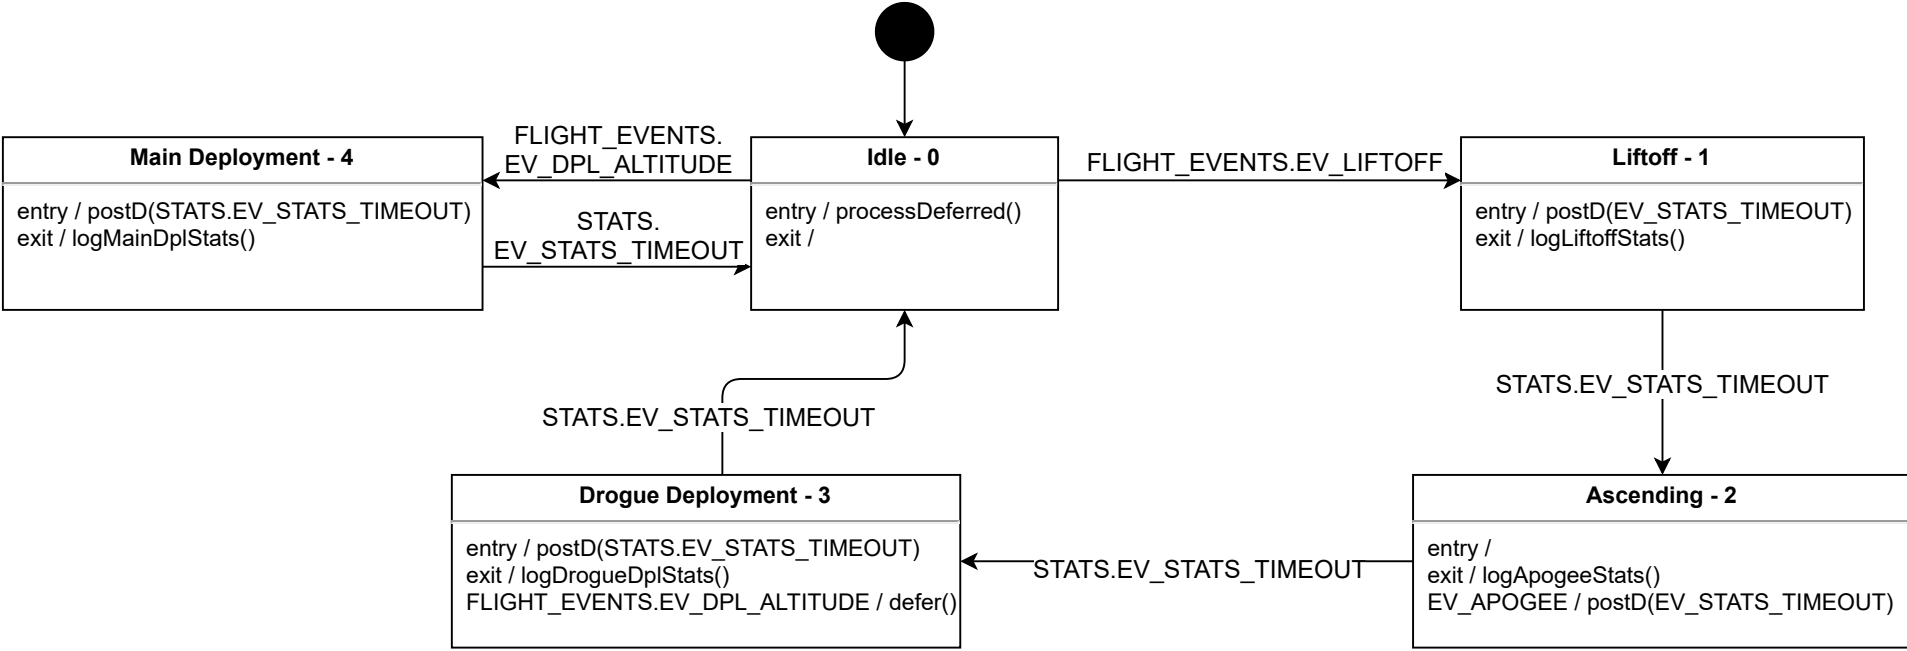 FLIGHT_EVENTS.
EV_DPL_ALTITUDE
Main Deployment - 4
entry / postD(STATS.EV_STATS_TIMEOUT)
exit / logMainDplStats()
STATS.
EV_STATS_TIMEOUT
Idle - 0
entry / processDeferred()
exit /
FLIGHT_EVENTS.EV_LIFTOFF
Liftoff - 1
entry / postD(EV_STATS_TIMEOUT)
exit / logLiftoffStats()
STATS.EV_STATS_TIMEOUT
STATS.EV_STATS_TIMEOUT
Drogue Deployment - 3
entry / postD(STATS.EV_STATS_TIMEOUT)
exit / logDrogueDplStats()
FLIGHT_EVENTS.EV_DPL_ALTITUDE / defer()
STATS.EV_STATS_TIMEOUT
Ascending - 2
entry /
exit / logApogeeStats()
EV_APOGEE / postD(EV_STATS_TIMEOUT)